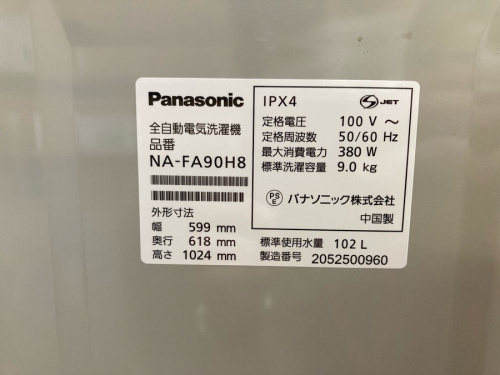 Panasonic
全自動電気洗濯機
品番
NA-FA90H8
外形寸法
幅 599 mm
奥行 618 mm
高さ 1024 mm
IPX4 JET
定格電圧 100 V ～
定格周波数 50/60 Hz
最大消費電力 380 W
標準洗濯容量 9.0 kg
PS E パナソニック株式会社
中国製
標準使用水量 102 L
製造番号 2052500960